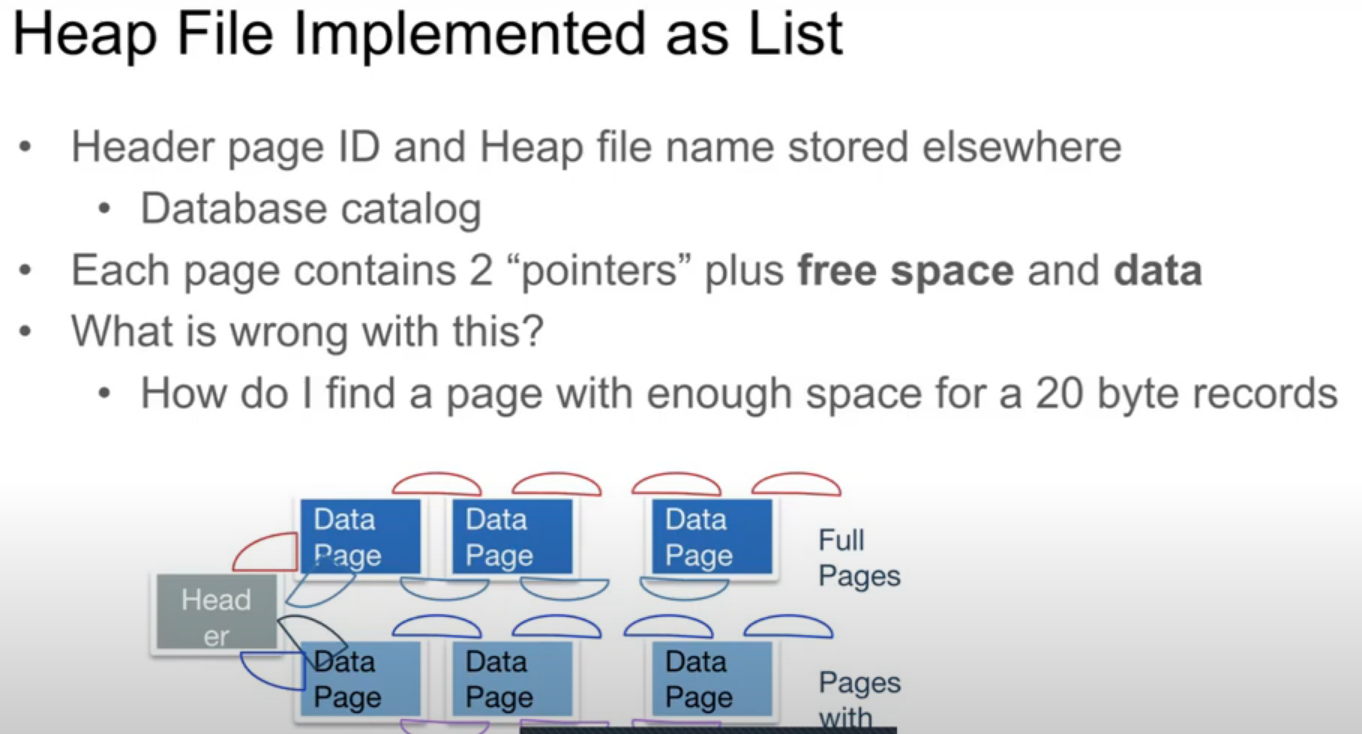 Heap File Implemented as List
• Header page ID and Heap file name stored elsewhere
• Database catalog
• Each page contains 2 “pointers” plus free space and data
• What is wrong with this?
• How do I find a page with enough space for a 20 byte records
Data
Page
Data
Page
Data
Page
Full
Pages
Head
er
Data
Page
Data
Page
Data
Page
Pages
with